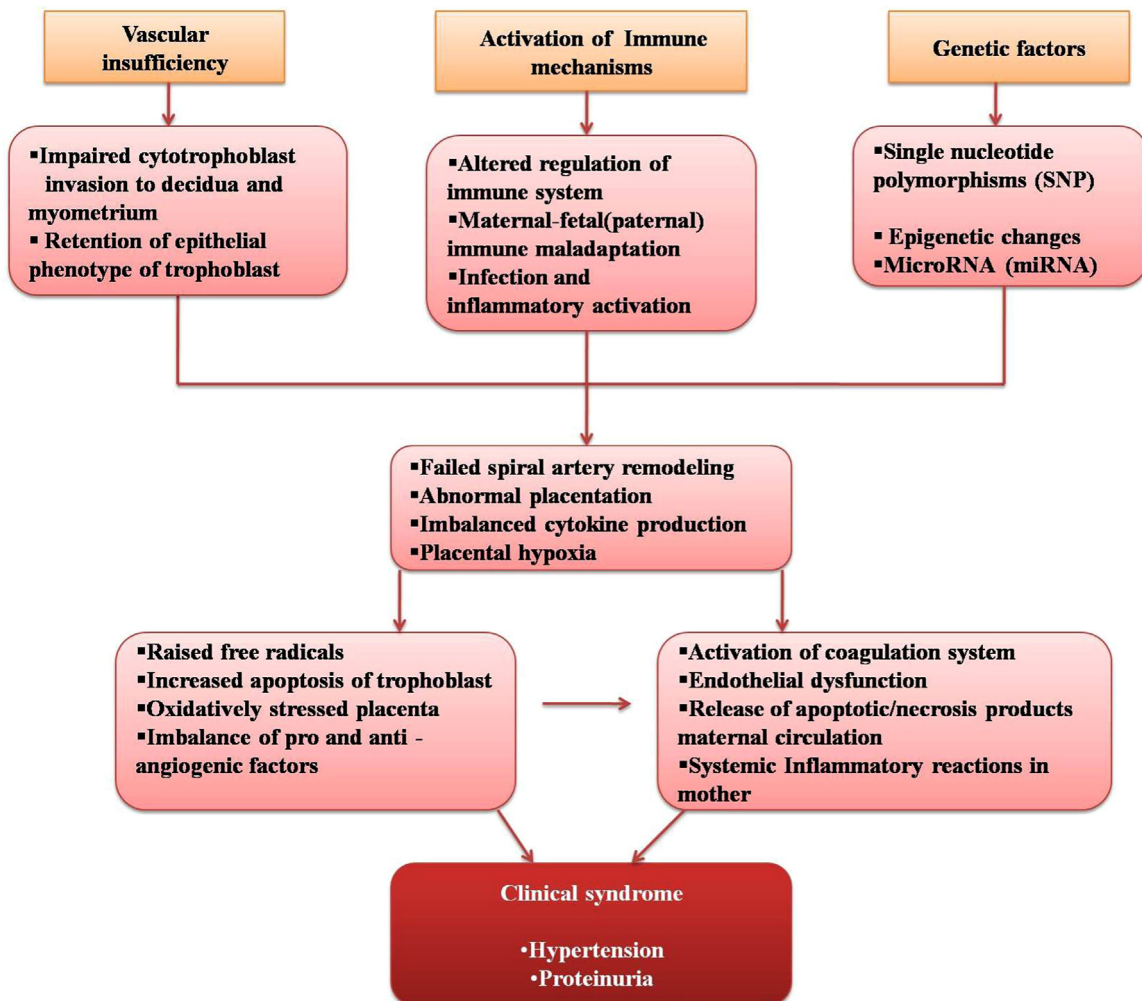 Vascular
insufficiency
Activation of Immune
mechanisms
Genetic factors
▪Impaired cytotrophoblast
invasion to decidua and
myometrium
▪ Retention of epithelial
phenotype of trophoblast
▪Altered regulation of
immune system
▪Maternal-fetal(paternal)
immune maladaptation
▪Infection and
inflammatory activation
▪Single nucleotide
polymorphisms (SNP)
▪ Epigenetic changes
▪MicroRNA (miRNA)
▪Failed spiral artery remodeling
▪Abnormal placentation
▪Imbalanced cytokine production
▪Placental hypoxia
▪Raised free radicals
▪Increased apoptosis of trophoblast
▪Oxidatively stressed placenta
▪Imbalance of pro and anti -
angiogenic factors
▪Activation of coagulation system
▪Endothelial dysfunction
▪Release of apoptotic/necrosis products
maternal circulation
▪Systemic Inflammatory reactions in
mother
Clinical syndrome
•Hypertension
•Proteinuria